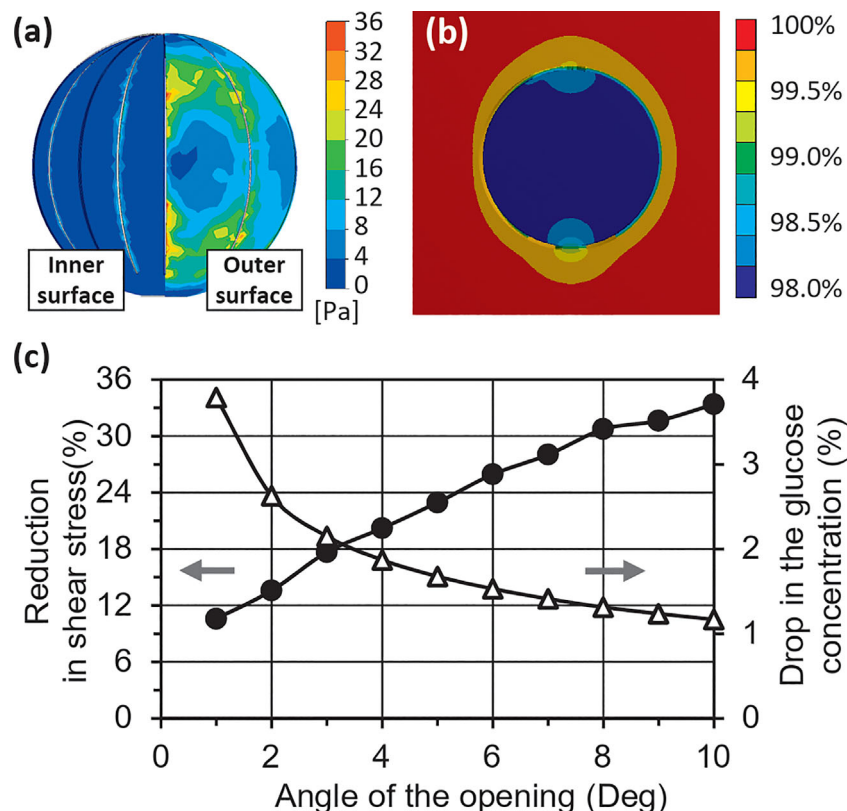 (a)
36
32
28
24
20
16
12
8
4
0
[Pa]
Inner
surface
Outer
surface
(b)
100%
99.5%
99.0%
98.5%
98.0%
(c)
Reduction
in shear stress(%)
36
30
24
18
12
6
0
4
3
2
1
0
Drop in the glucose
concentration (%)
0 2 4 6 8 10
Angle of the opening (Deg)